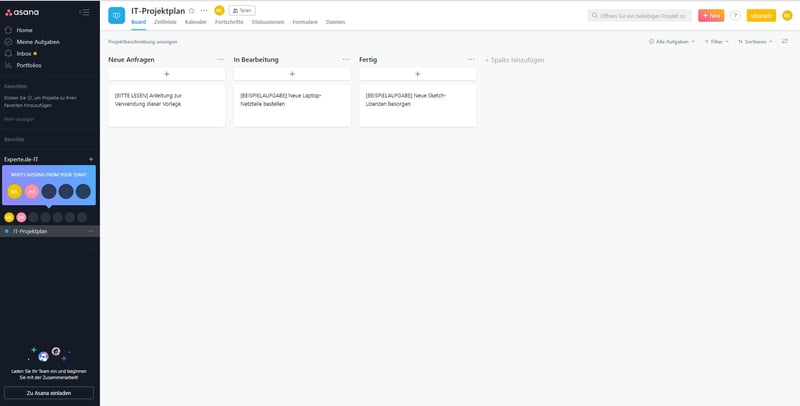 asana
Home
Meine Aufgaben
Inbox
Portfolios
Favoriten
Klicken Sie ☆, um Projekte zu Ihren
Favoriten hinzuzufügen
Mehr anzeigen
Berichte
Experte.de-IT
WHO'S MISSING FROM YOUR TEAM?
ML
ML
IT-Projektplan
Laden Sie Ihr Team ein und beginnen
Sie mit der Zusammenarbeit!
Zu Asana einladen
IT-Projektplan
ML
Teilen
Board Zeitleiste Kalender Fortschritte Diskussionen Formulare Dateien
Öffnen Sie ein beliebiges Projekt oc
+ Neu
?
Upgrade
ML
Projektbeschreibung anzeigen
Alle Aufgaben
Filter
Sortieren
Neue Anfragen
[BITTE LESEN] Anleitung zur
Verwendung dieser Vorlage
In Bearbeitung
[BEISPIELAUFGABE] Neue Laptop-
Netzteile bestellen
Fertig
[BEISPIELAUFGABE] Neue Sketch-
Lizenzen besorgen
+ Spalte hinzufügen